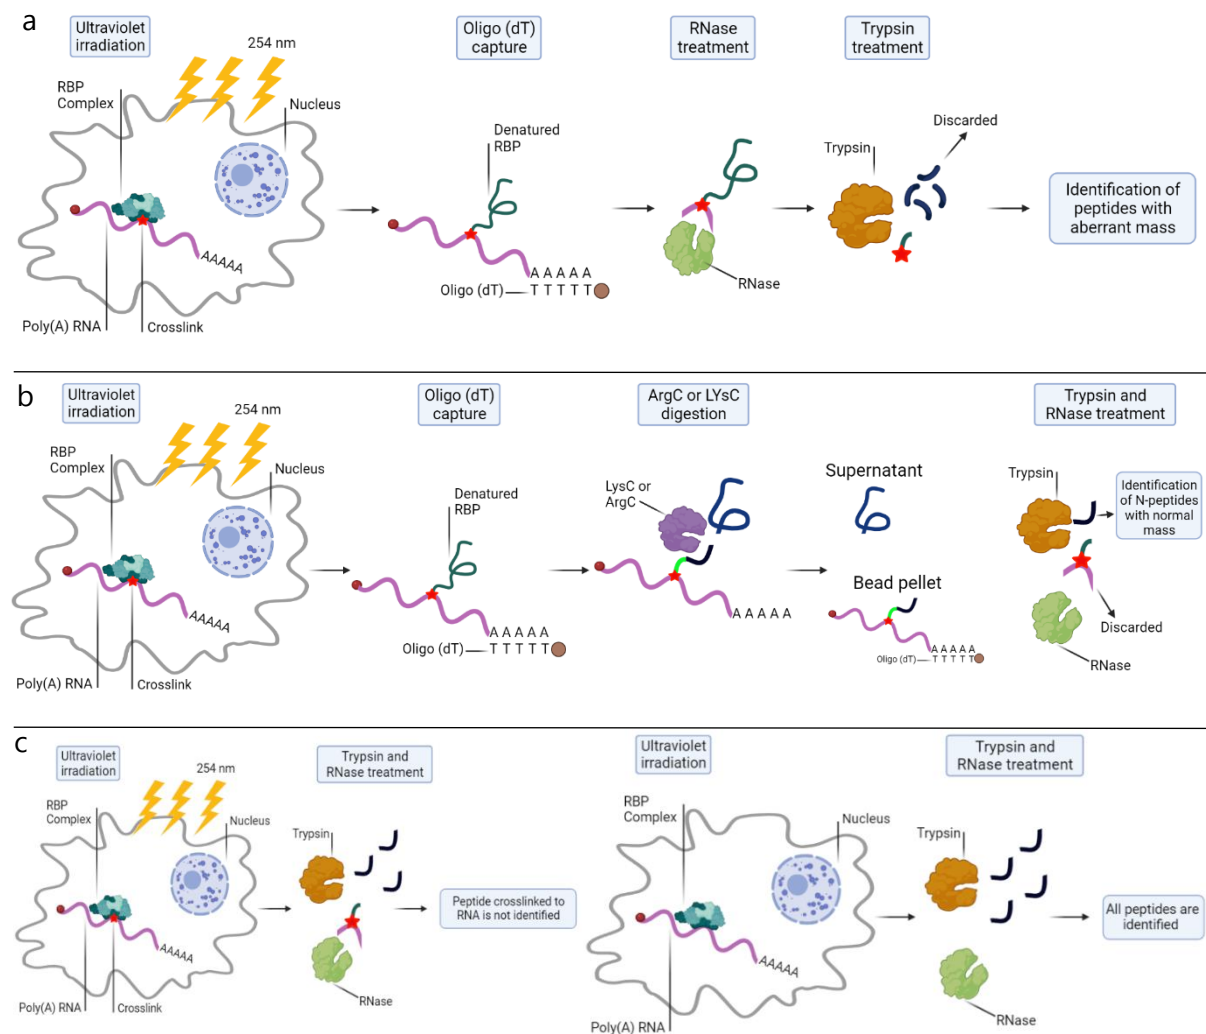 a
Ultraviolet
irradiation
254 nm
RBP
Complex
Nucleus
AAAAA
Poly(A) RNA
Crosslink
Oligo (dT)
capture
Denatured
RBP
A A A A A
Oligo (dT)
T T T T T
RNase
treatment
RNase
Trypsin
treatment
Trypsin
Discarded
Identification of
peptides with
aberrant mass
b
Ultraviolet
irradiation
254 nm
RBP
Complex
Nucleus
AAAAA
Poly(A) RNA
Crosslink
Oligo (dT)
capture
Denatured
RBP
A A A A A
Oligo (dT)
T T T T T
ArgC or LYsC
digestion
LysC or
ArgC
A A A A A
Supernatant
Bead pellet
A A A A A
Oligo (dT)
T T T T T
Trypsin and
RNase treatment
Trypsin
Identification
of N-peptides
with normal
mass
Discarded
RNase
c
Ultraviolet
irradiation
254 nm
RBP
Complex
Nucleus
AAAAA
Poly(A) RNA
Crosslink
Trypsin and
RNase treatment
Trypsin
RNase
Peptide crosslinked to
RNA is not identified
Ultraviolet
irradiation
RBP
Complex
Nucleus
AAAAA
Poly(A) RNA
Trypsin and
RNase treatment
Trypsin
RNase
All peptides are
identified